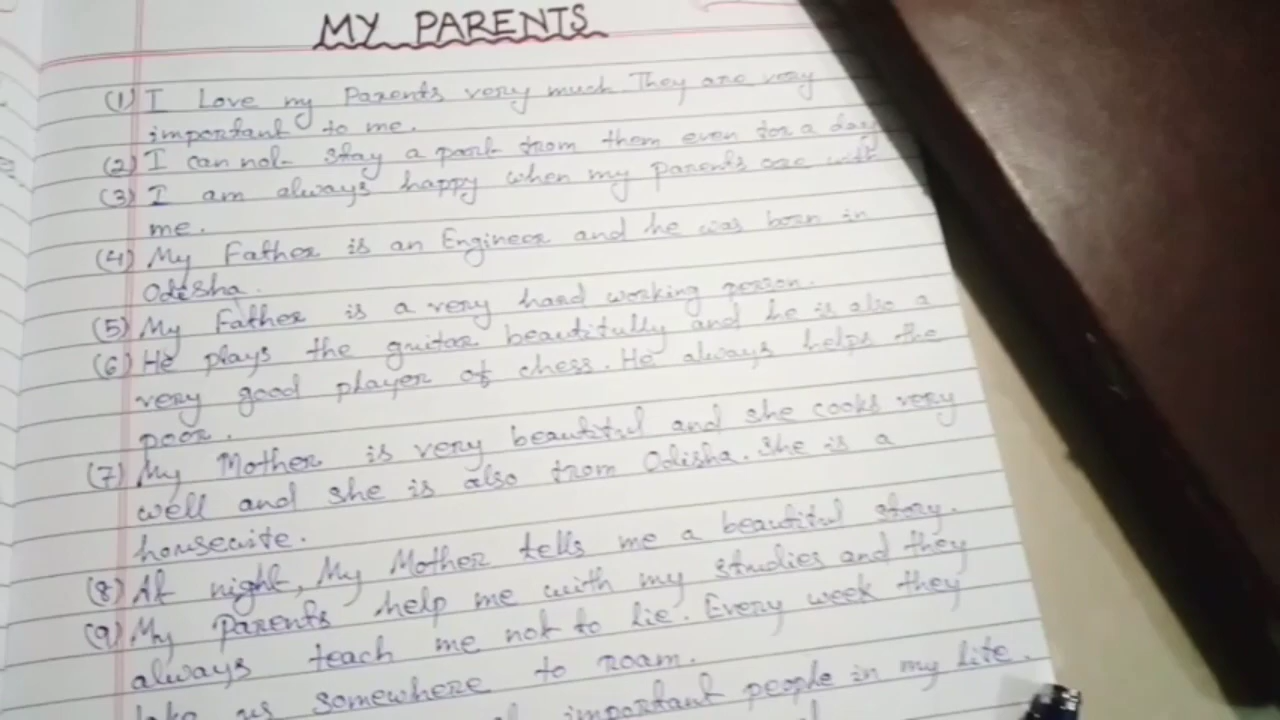 MY PARENTS
(1) I Love my Parents very much. They are very
important to me.
(2) I can not stay a part from them even for a day
(3) I am always happy when my parents are with
me.
(4) My Father is an Engineer and he was born in
Odisha.
(5) My Father is a very hard working person.
(6) He plays the guitar beautifully and he is also a
very good player of chess. He always helps the
poor.
(7) My Mother is very beautiful and she cooks very
well and she is also from Odisha. She is a
housewife.
(8) At night, My Mother tells me a beautiful story.
(9) My Parents help me with my studies and they
always teach me not to lie. Every week they
take us somewhere to roam.
important people in my life.